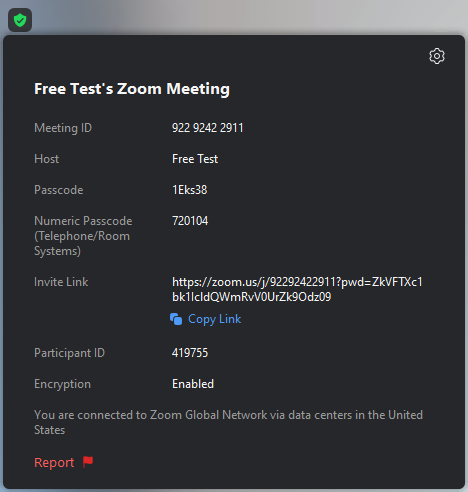 Free Test's Zoom Meeting
Meeting ID 922 9242 2911
Host Free Test
Passcode 1Eks38
Numeric Passcode 720104
(Telephone/Room
Systems)
Invite Link https://zoom.us/j/92292422911?pwd=ZkVFTXc1
bk1lcldQWmRvV0UrZk9Odz09
Copy Link
Participant ID 419755
Encryption Enabled
You are connected to Zoom Global Network via data centers in the United
States
Report